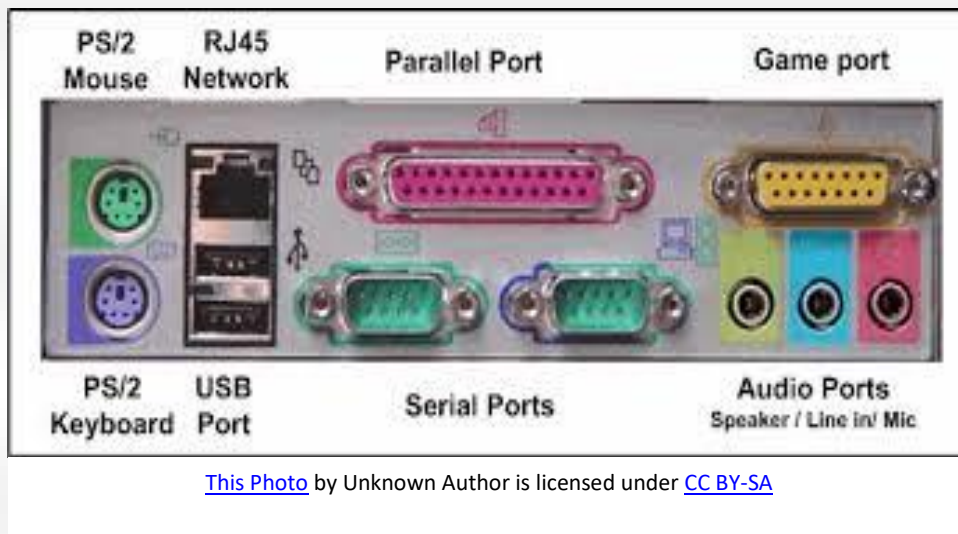 PS/2
Mouse
RJ45
Network
Parallel Port
Game port
PS/2
Keyboard
USB
Port
Serial Ports
Audio Ports
Speaker / Line in/ Mic
This Photo by Unknown Author is licensed under CC BY-SA